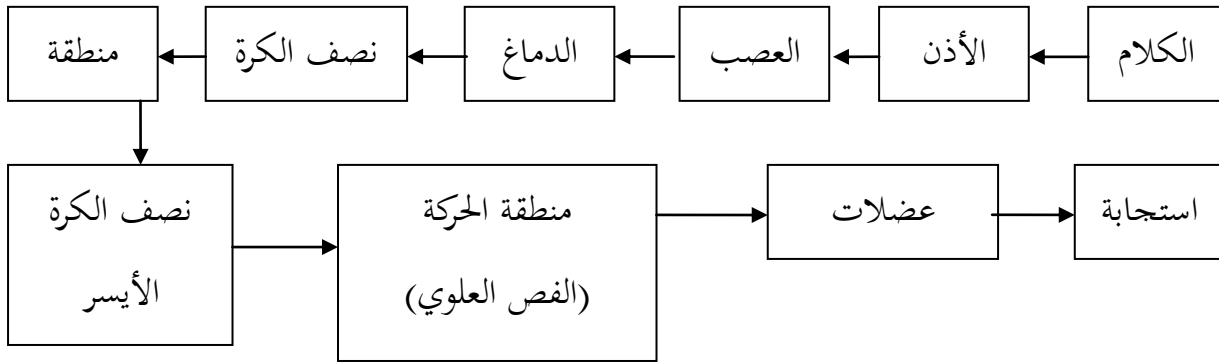 الكلام
الأذن
العصب
الدماغ
نصف الكرة
منطقة
نصف الكرة
الأيسر
منطقة الحركة
(الفص العلوي)
عضلات
استجابة